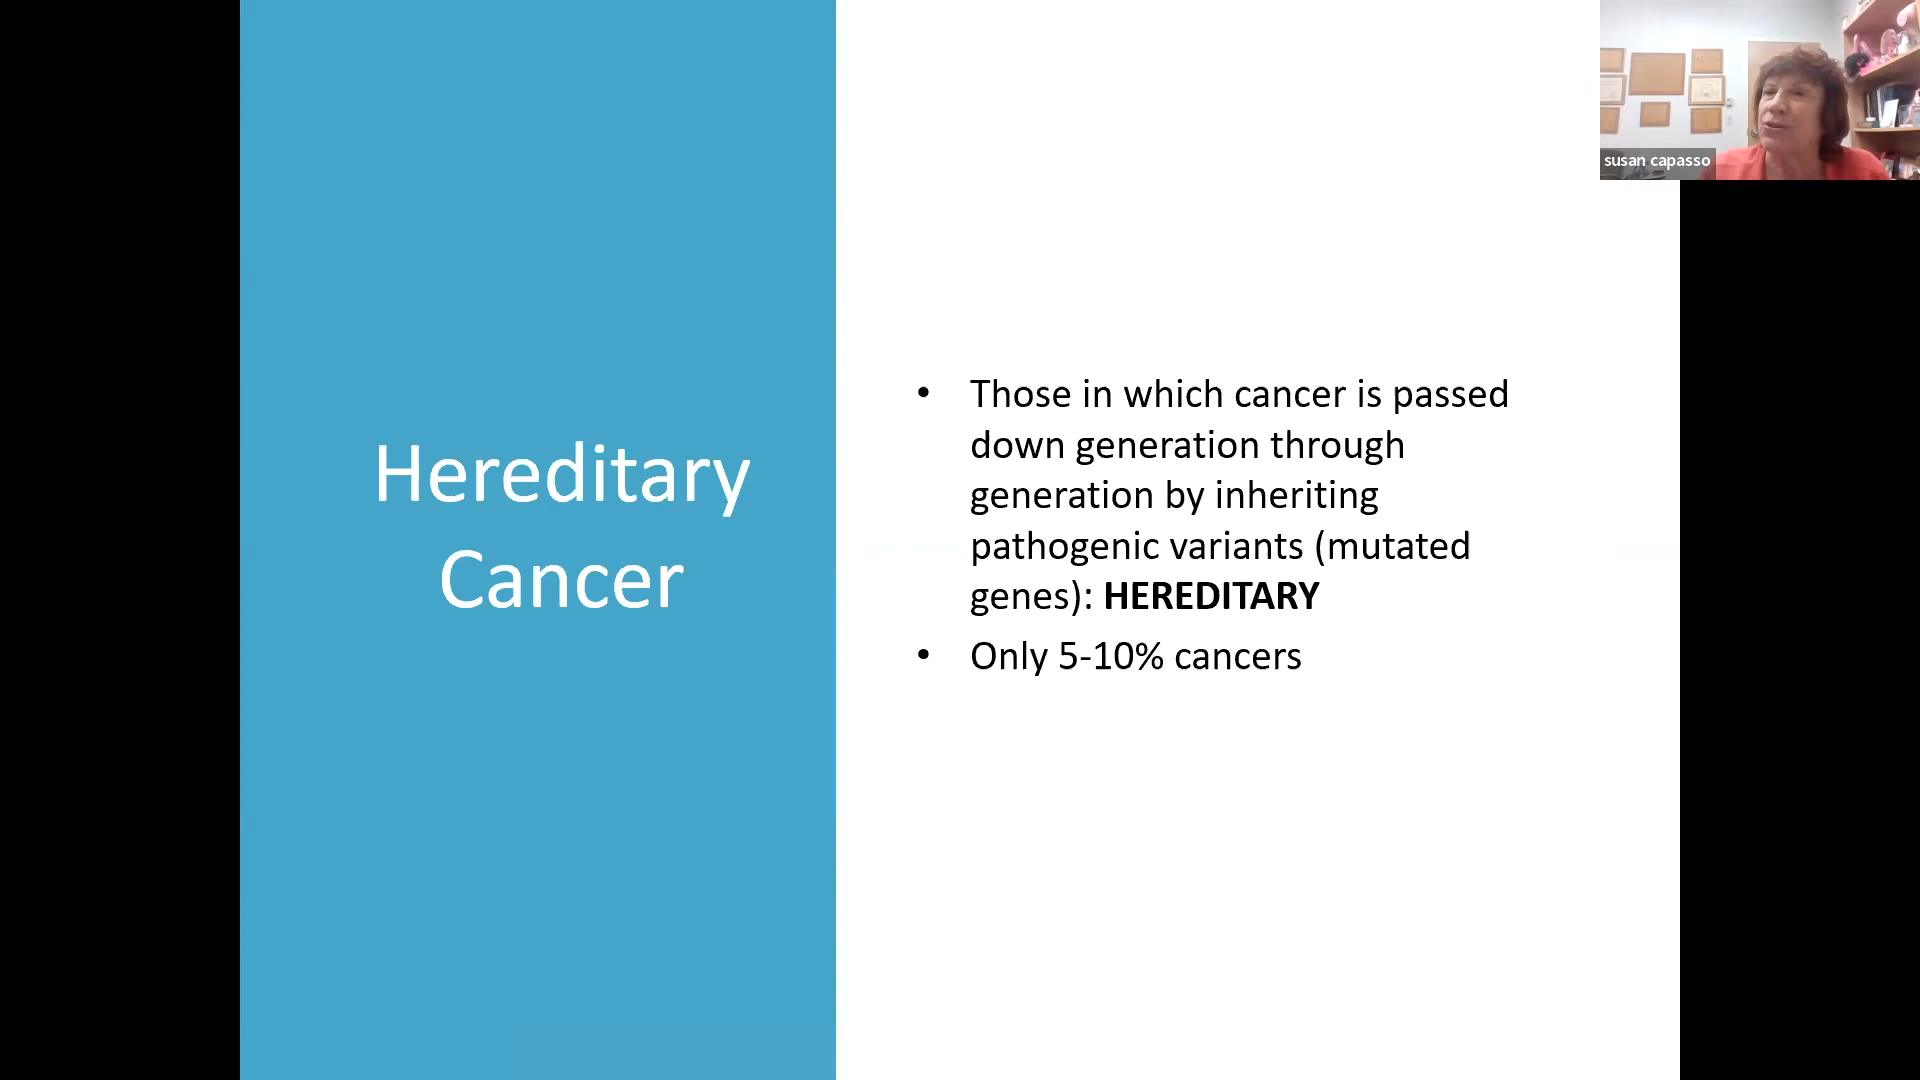 Hereditary
Cancer
• Those in which cancer is passed
down generation through
generation by inheriting
pathogenic variants (mutated
genes): HEREDITARY
• Only 5-10% cancers
susan capasso